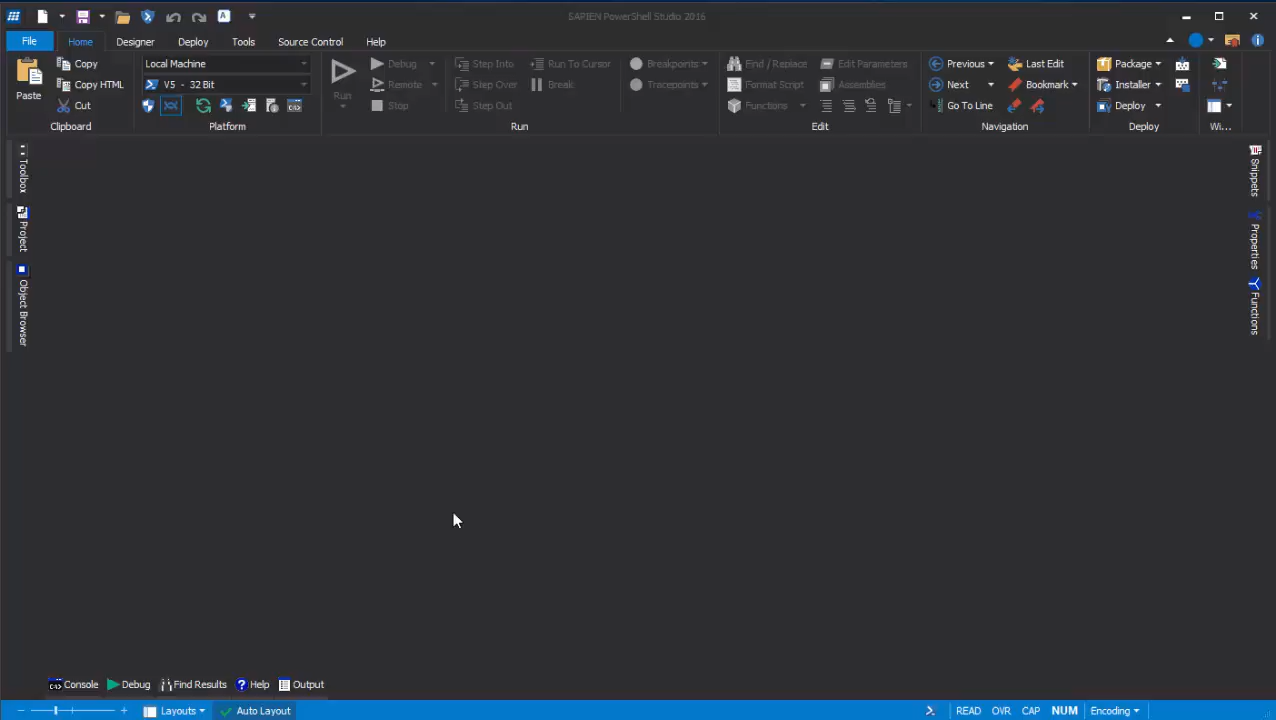 SAPIEN PowerShell Studio 2016
File Home Designer Deploy Tools Source Control Help
Paste
Copy
Copy HTML
Cut
Clipboard
Local Machine
V5 - 32 Bit
Platform
Run
Debug
Remote
Stop
Step Into
Step Over
Step Out
Run To Cursor
Break
Breakpoints
Tracepoints
Run
Find / Replace
Format Script
Functions
Edit Parameters
Assemblies
Edit
Previous
Next
Go To Line
Last Edit
Bookmark
Navigation
Package
Installer
Deploy
Deploy
Wi...
Toolbox
Project
Object Browser
Snippets
Properties
Functions
Console Debug Find Results Help Output
Layouts Auto Layout READ OVR CAP NUM Encoding